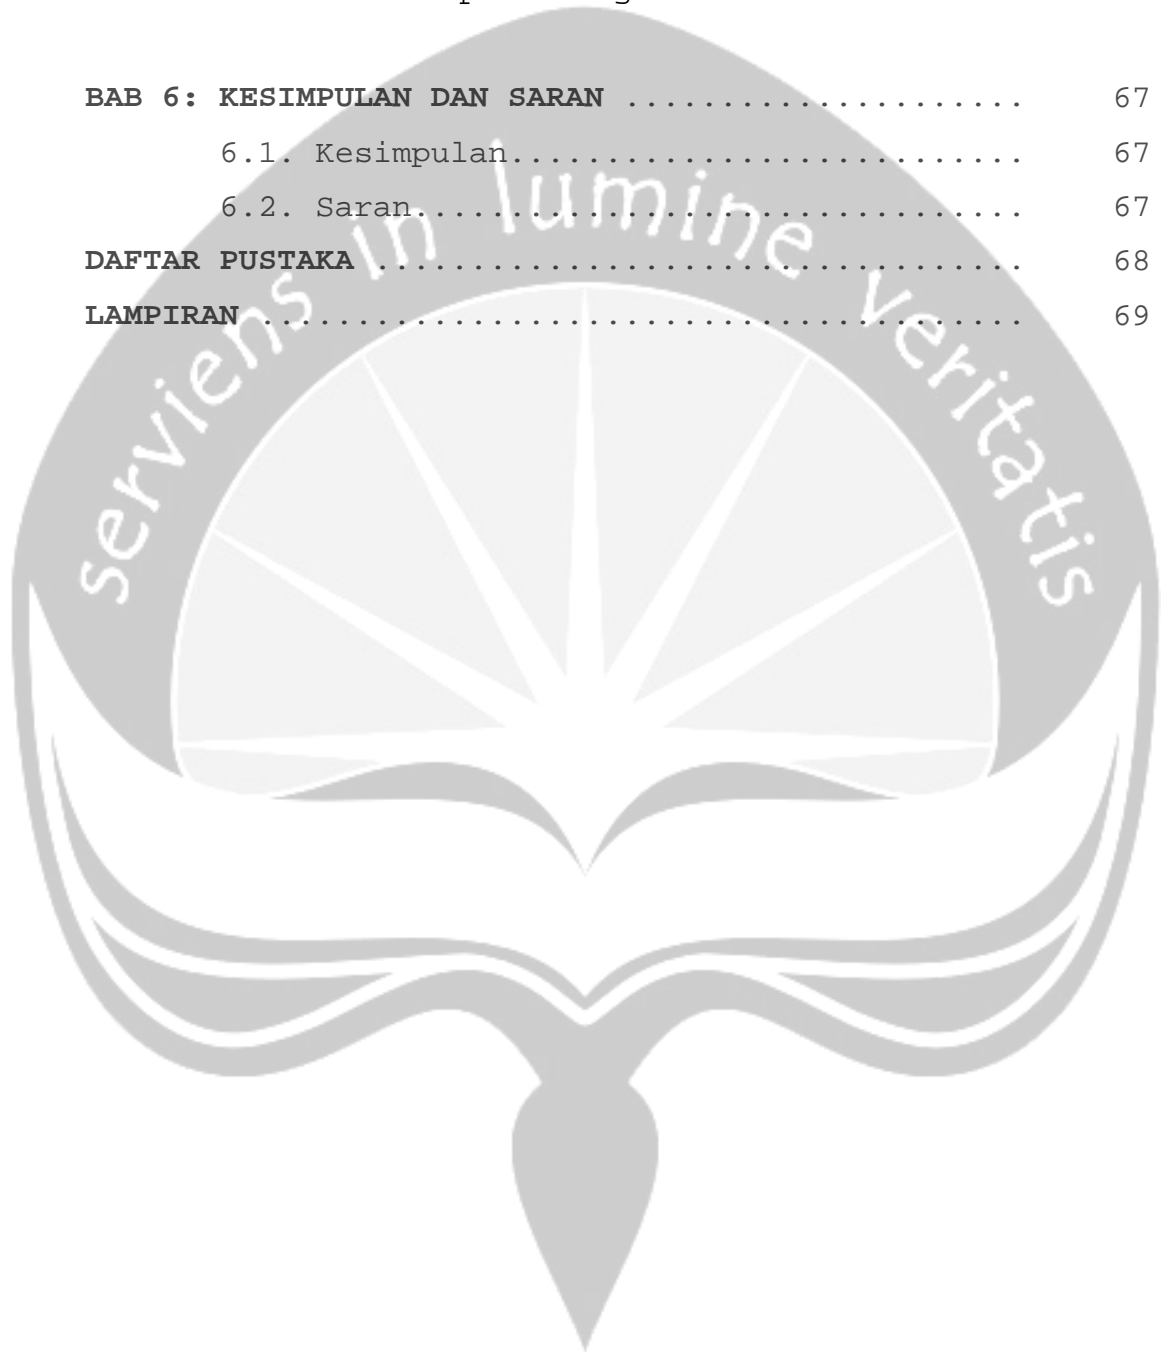 BAB 6: KESIMPULAN DAN SARAN ..................... 67
6.1. Kesimpulan........................... 67
6.2. Saran................................ 67
DAFTAR PUSTAKA .................................. 68
LAMPIRAN ........................................ 69
serviens in lumine veritatis